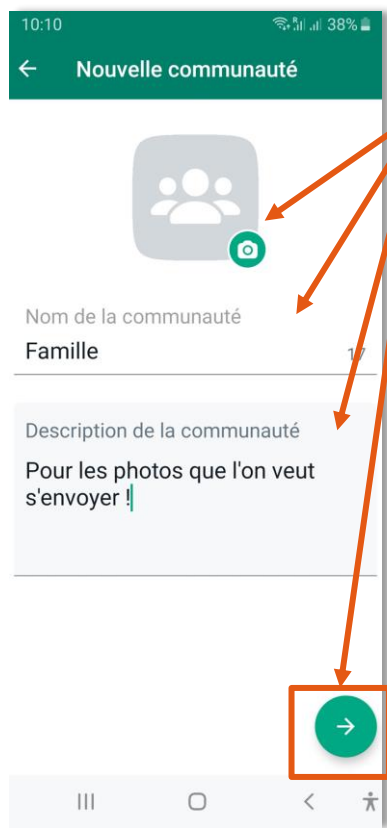 10:10 38%
Nouvelle communauté
Nom de la communauté
Famille 17
Description de la communauté
Pour les photos que l'on veut
s'envoyer !